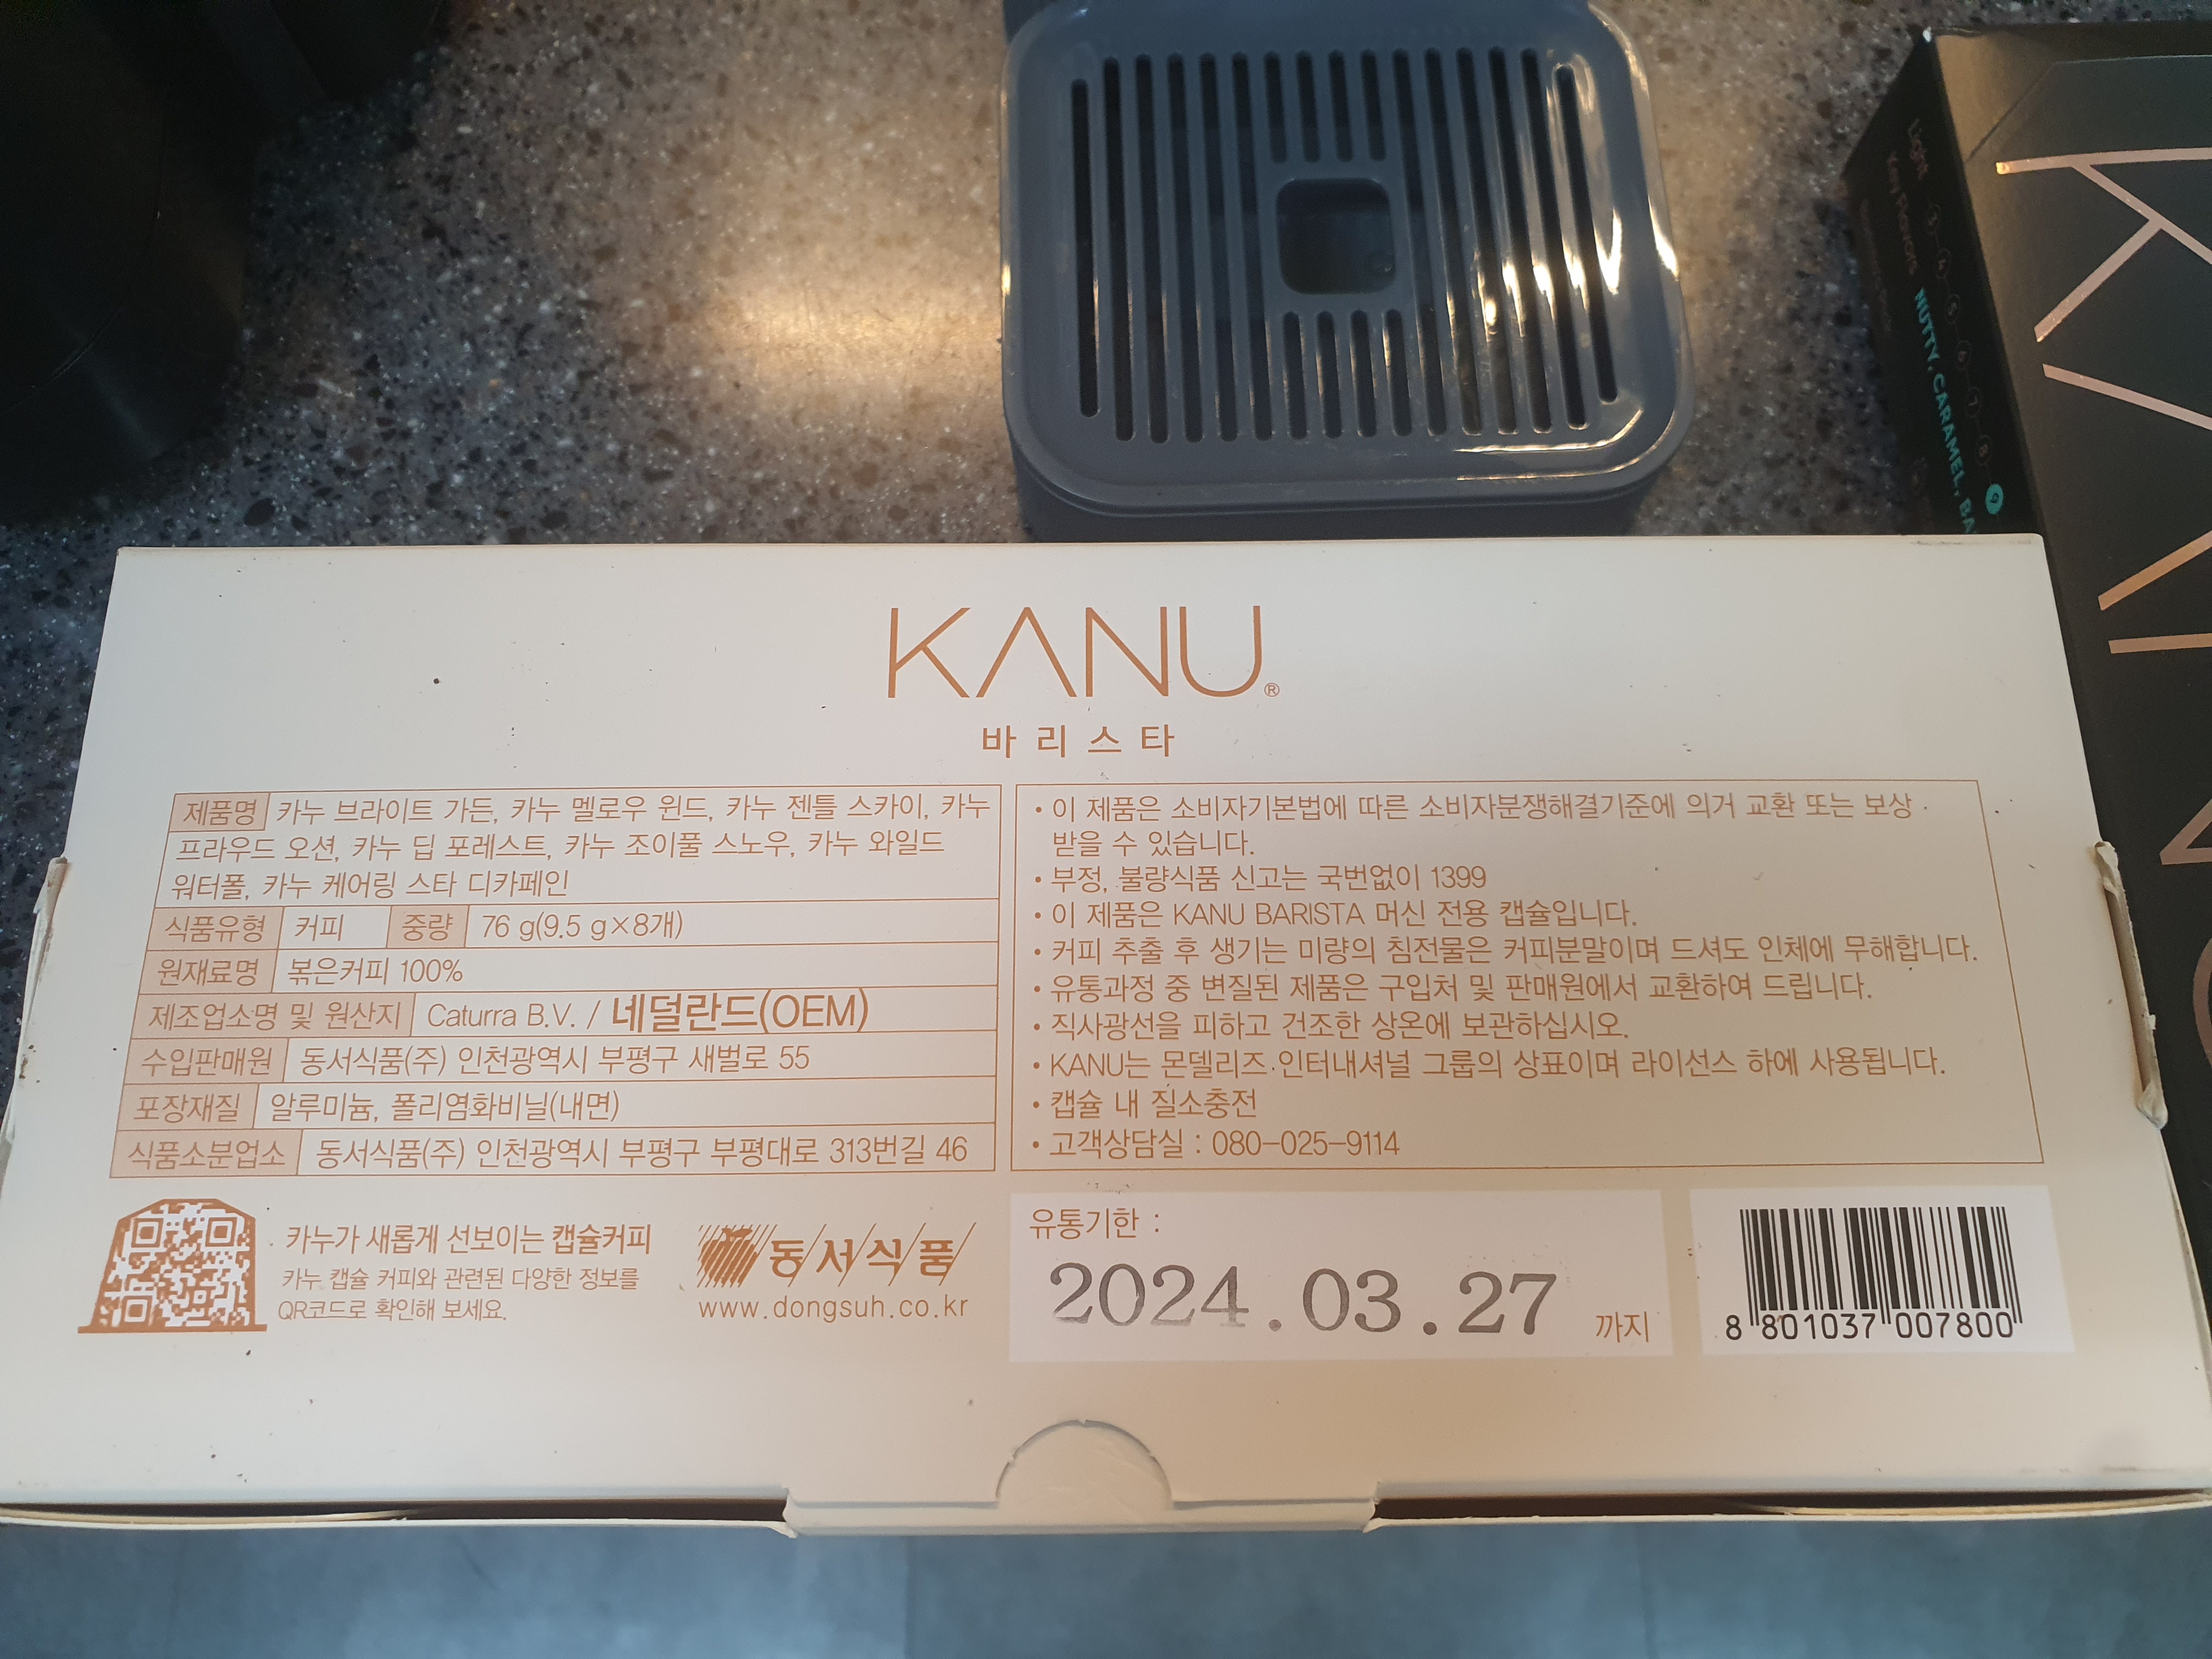 KANU®
바리스타
제품명 카누 브라이트 가든, 카누 멜로우 윈드, 카누 젠틀 스카이, 카누
프라우드 오션, 카누 딥 포레스트, 카누 조이풀 스노우, 카누 와일드
워터폴, 카누 케어링 스타 디카페인
식품유형 커피 중량 76 g(9.5 g×8개)
원재료명 볶은커피 100%
제조업소명 및 원산지 Caturra B.V. / 네덜란드(OEM)
수입판매원 동서식품(주) 인천광역시 부평구 새벌로 55
포장재질 알루미늄, 폴리염화비닐(내면)
식품소분업소 동서식품(주) 인천광역시 부평구 부평대로 313번길 46
• 이 제품은 소비자기본법에 따른 소비자분쟁해결기준에 의거 교환 또는 보상
받을 수 있습니다.
• 부정, 불량식품 신고는 국번없이 1399
• 이 제품은 KANU BARISTA 머신 전용 캡슐입니다.
• 커피 추출 후 생기는 미량의 침전물은 커피분말이며 드셔도 인체에 무해합니다.
• 유통과정 중 변질된 제품은 구입처 및 판매원에서 교환하여 드립니다.
• 직사광선을 피하고 건조한 상온에 보관하십시오.
• KANU는 몬델리즈 인터내셔널 그룹의 상표이며 라이선스 하에 사용됩니다.
• 캡슐 내 질소충전
• 고객상담실 : 080-025-9114
카누가 새롭게 선보이는 캡슐커피
카누 캡슐 커피와 관련된 다양한 정보를
QR코드로 확인해 보세요.
동서식품
www.dongsuh.co.kr
유통기한 :
2024.03.27 까지
8 801037 007800
Light 3 4 5 6 7 8 9
Key Flavors NUTTY, CARAMEL,